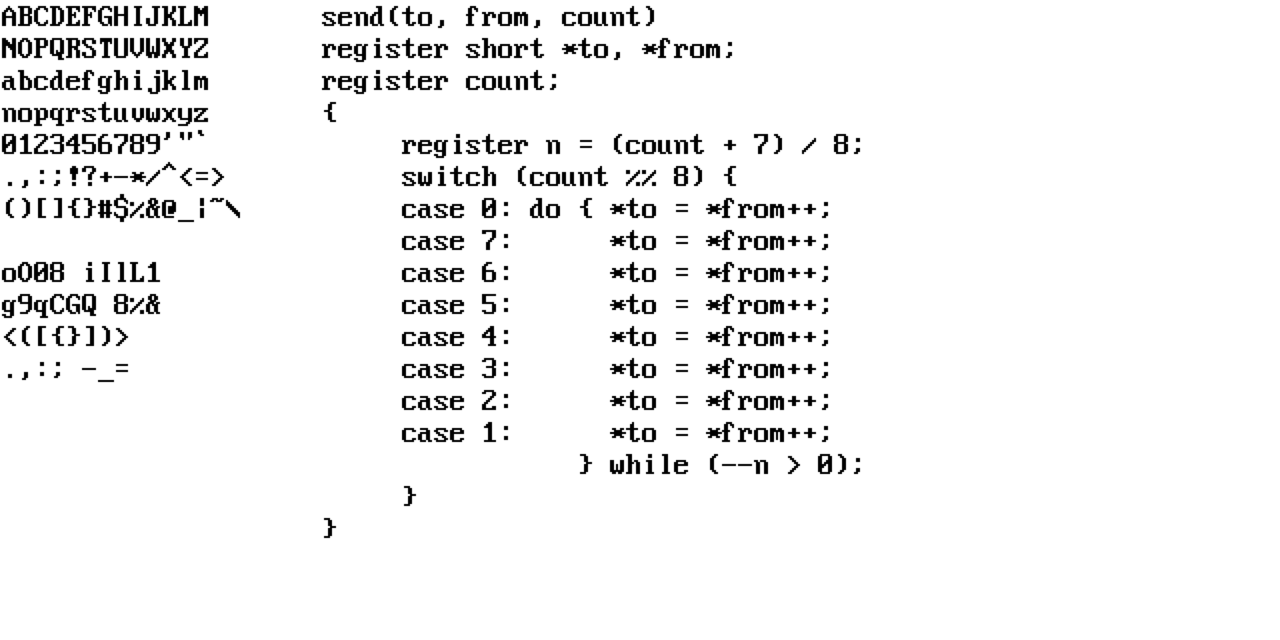 ABCDEFGHIJKLM
NOPQRSTUVWXYZ
abcdefghijklm
nopqrstuvwxyz
0123456789'"`
.,:;!?+-*/^<=>
()[]{}#$%&@_|~\
oO08 iIlL1
g9qCGQ 8%&
<([{}])>
.,:; -_=
send(to, from, count)
register short *to, *from;
register count;
{
     register n = (count + 7) / 8;
     switch (count %% 8) {
     case 0: do { *to = *from++;
     case 7:      *to = *from++;
     case 6:      *to = *from++;
     case 5:      *to = *from++;
     case 4:      *to = *from++;
     case 3:      *to = *from++;
     case 2:      *to = *from++;
     case 1:      *to = *from++;
                } while (--n > 0);
     }
}